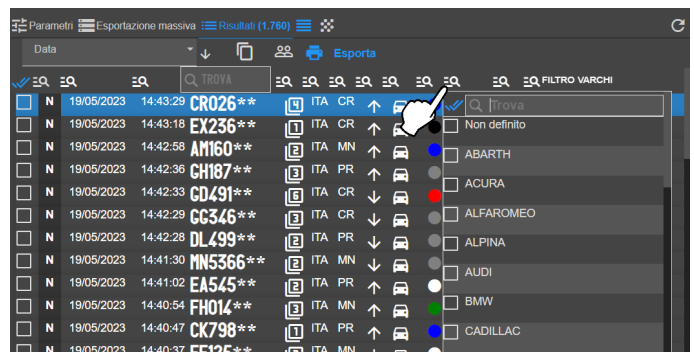 Parametri Esportazione massiva Risultati (1.760)
Data Esporta
TROVA FILTRO VARCHI
N 19/05/2023 14:43:29 CR026** 4 ITA CR
N 19/05/2023 14:43:18 EX236** 1 ITA CR
N 19/05/2023 14:42:58 AM160** 2 ITA MN
N 19/05/2023 14:42:36 GH187** 3 ITA PR
N 19/05/2023 14:42:33 GD491** 6 ITA CR
N 19/05/2023 14:42:29 GG346** 3 ITA CR
N 19/05/2023 14:42:28 DL499** 2 ITA PR
N 19/05/2023 14:41:30 MN5366** 2 ITA MN
N 19/05/2023 14:41:02 EA545** 2 ITA PR
N 19/05/2023 14:40:54 FH014** 3 ITA MN
N 19/05/2023 14:40:47 CK798** 1 ITA PR
N 19/05/2023 14:40:37 ITA MN
Trova
Non definito
ABARTH
ACURA
ALFAROMEO
ALPINA
AUDI
BMW
CADILLAC